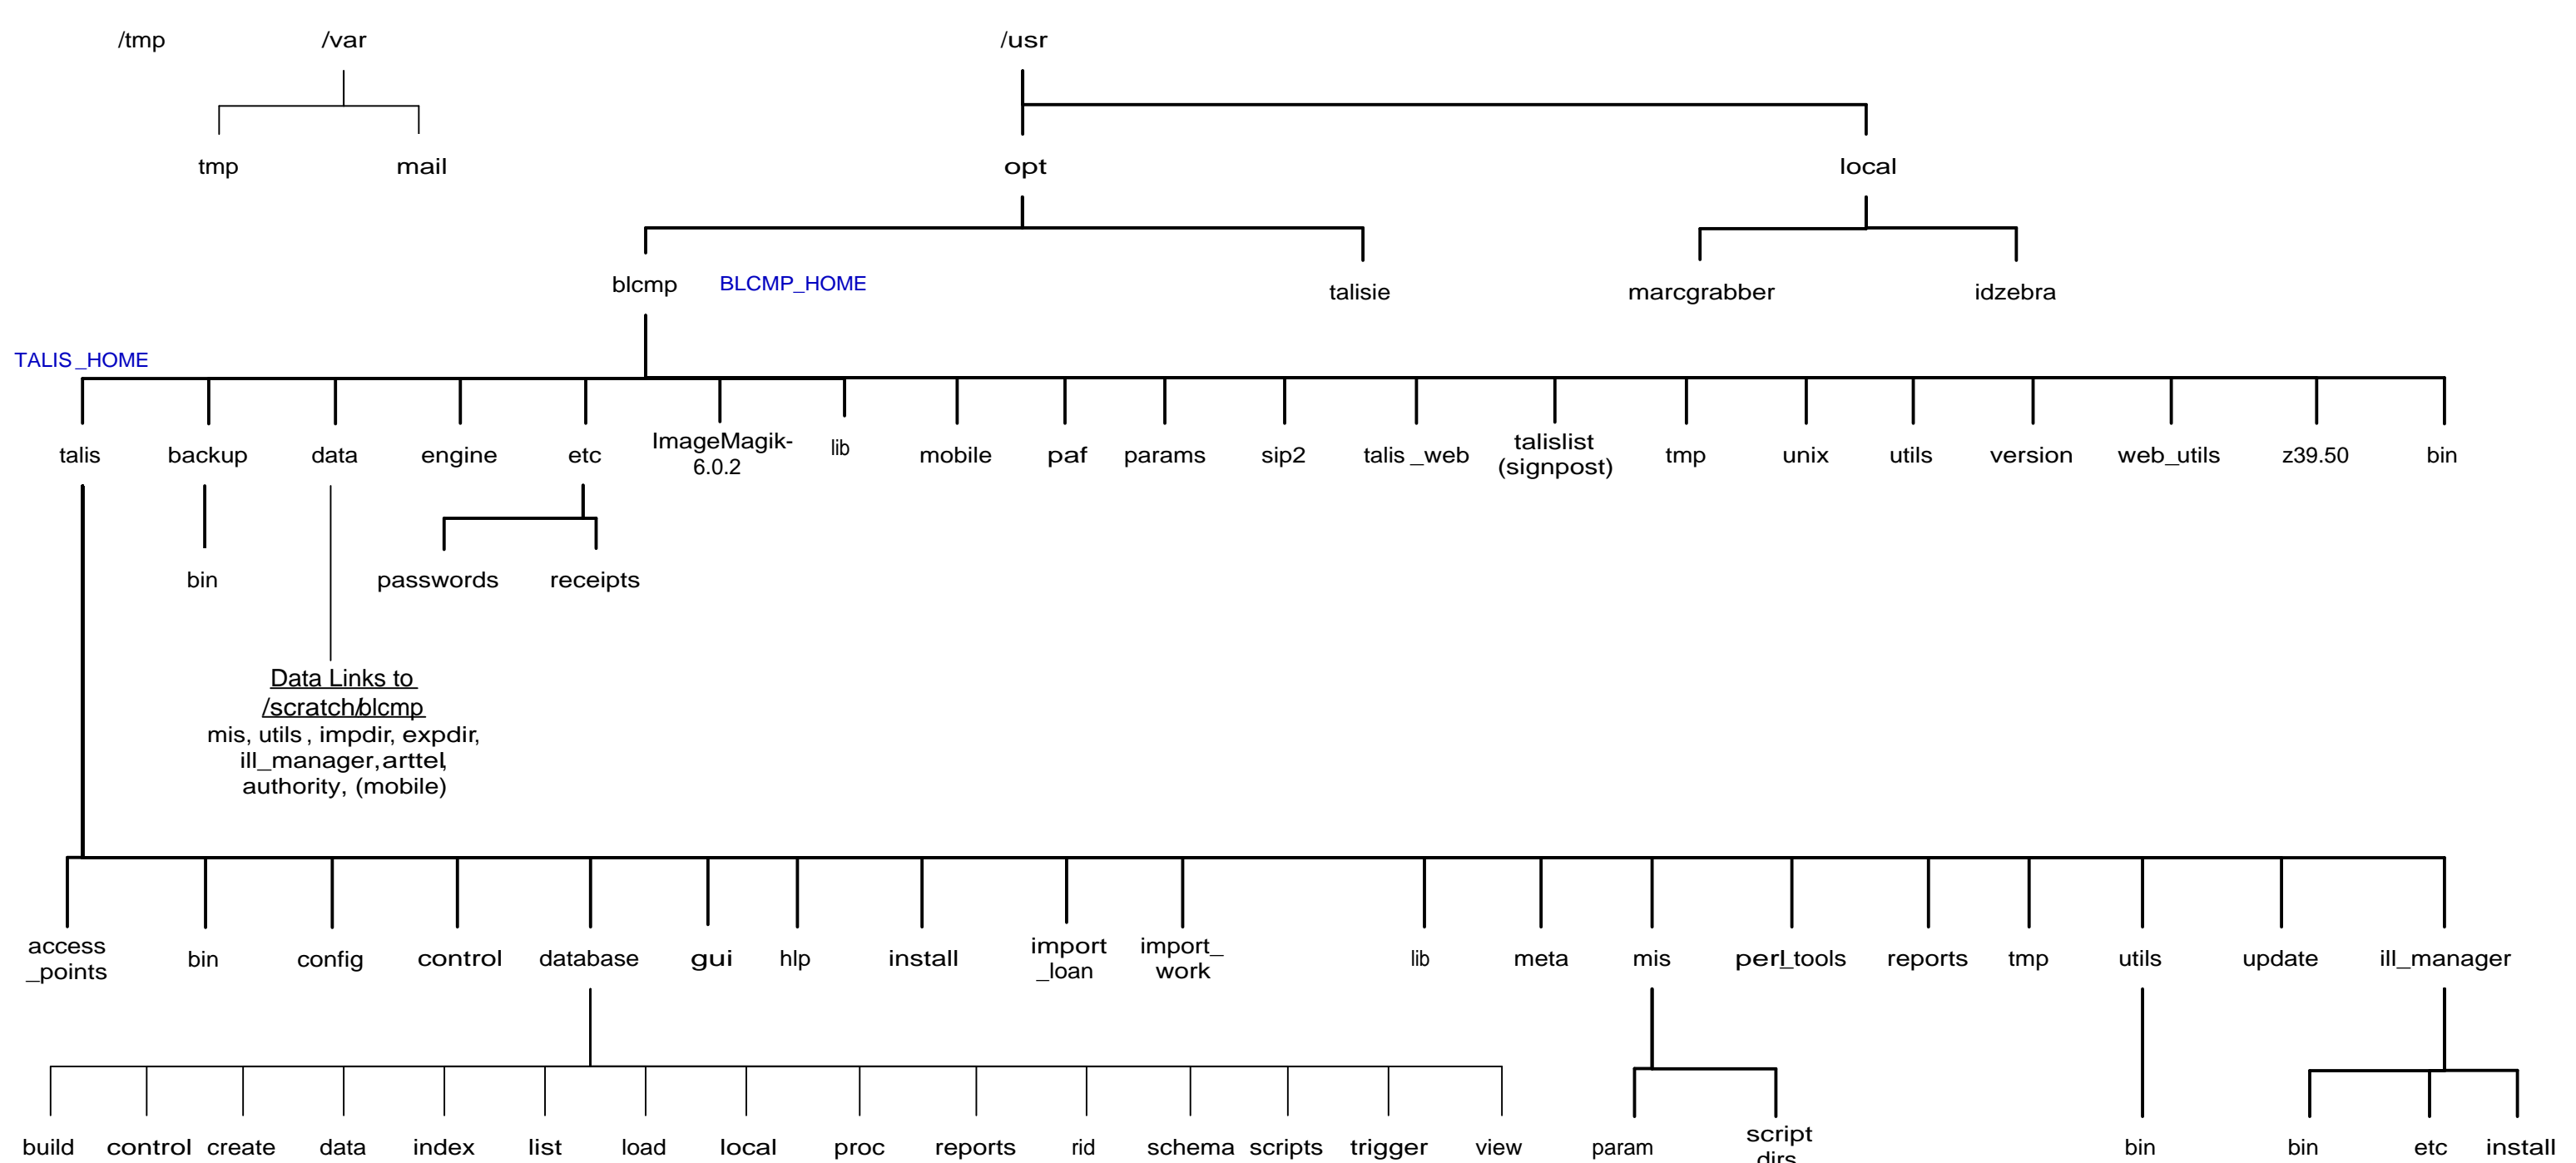 /tmp /var /usr
tmp mail opt local
blcmp BLCMP_HOME talisie marcgrabber idzebra
TALIS_HOME
talis backup data engine etc ImageMagik-
6.0.2 lib mobile paf params sip2 talis_web talislist
(signpost) tmp unix utils version web_utils z39.50 bin
bin passwords receipts
Data Links to
/scratch/blcmp
mis, utils, impdir, expdir,
ill_manager, arttel,
authority, (mobile)
access
_points bin config control database gui hlp install import
_loan import_
work lib meta mis perl_tools reports tmp utils update ill_manager
build control create data index list load local proc reports rid schema scripts trigger view param script
dirs bin bin etc install